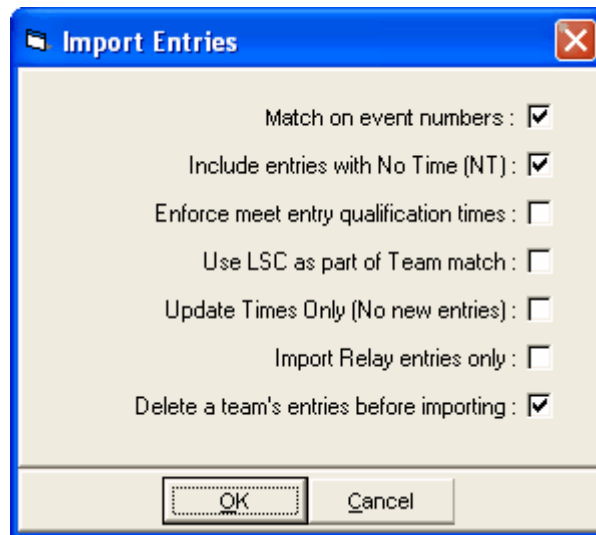 Import Entries
Match on event numbers :
Include entries with No Time (NT) :
Enforce meet entry qualification times :
Use LSC as part of Team match :
Update Times Only (No new entries) :
Import Relay entries only :
Delete a team's entries before importing :
OK Cancel